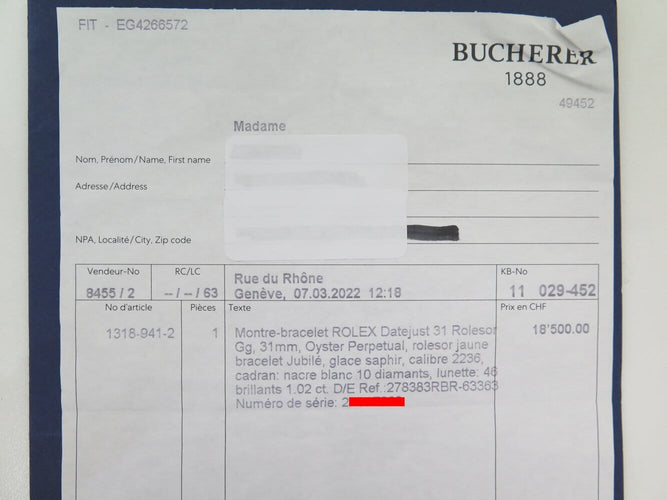 FIT - EG4266572
BUCHERER
1888
49452
Madame
Nom, Prénom/Name, First name
Adresse/Address
NPA, Localité/City, Zip code
Vendeur-No RC/LC Rue du Rhône KB-No
8455 / 2 -- / -- / 63 Genève, 07.03.2022 12:18 11 029-452
No d'article Pièces Texte Prix en CHF
1318-941-2 1 Montre-bracelet ROLEX Datejust 31 Rolesor 18'500.00
Gg, 31mm, Oyster Perpetual, rolesor jaune
bracelet Jubilé, glace saphir, calibre 2236,
cadran: nacre blanc 10 diamants, lunette: 46
brillants 1.02 ct. D/E Ref.:278383RBR-63363
Numéro de série: 2